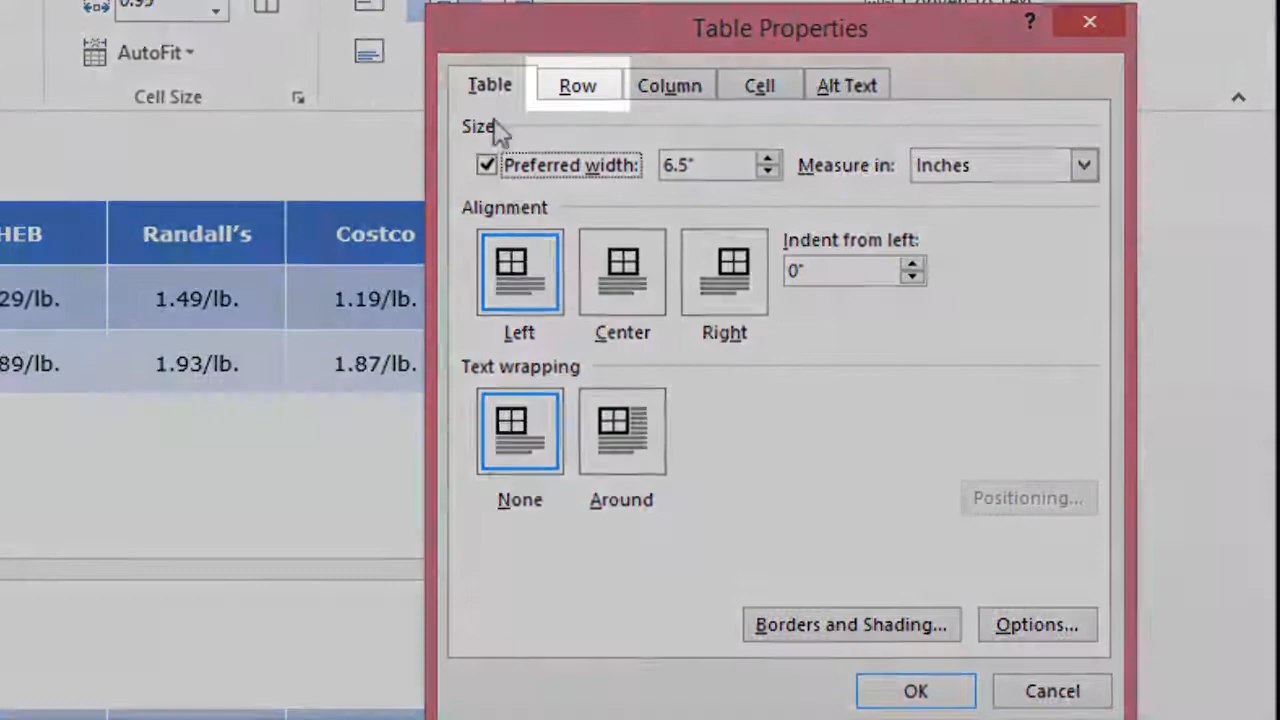 0.95"
AutoFit
Cell Size
HEB Randall's Costco
29/lb. 1.49/lb. 1.19/lb.
89/lb. 1.93/lb. 1.87/lb.
Table Properties ?
Table Row Column Cell Alt Text
Size
Preferred width: 6.5" Measure in: Inches
Alignment
Indent from left:
0"
Left Center Right
Text wrapping
None Around
Positioning...
Borders and Shading... Options...
OK Cancel